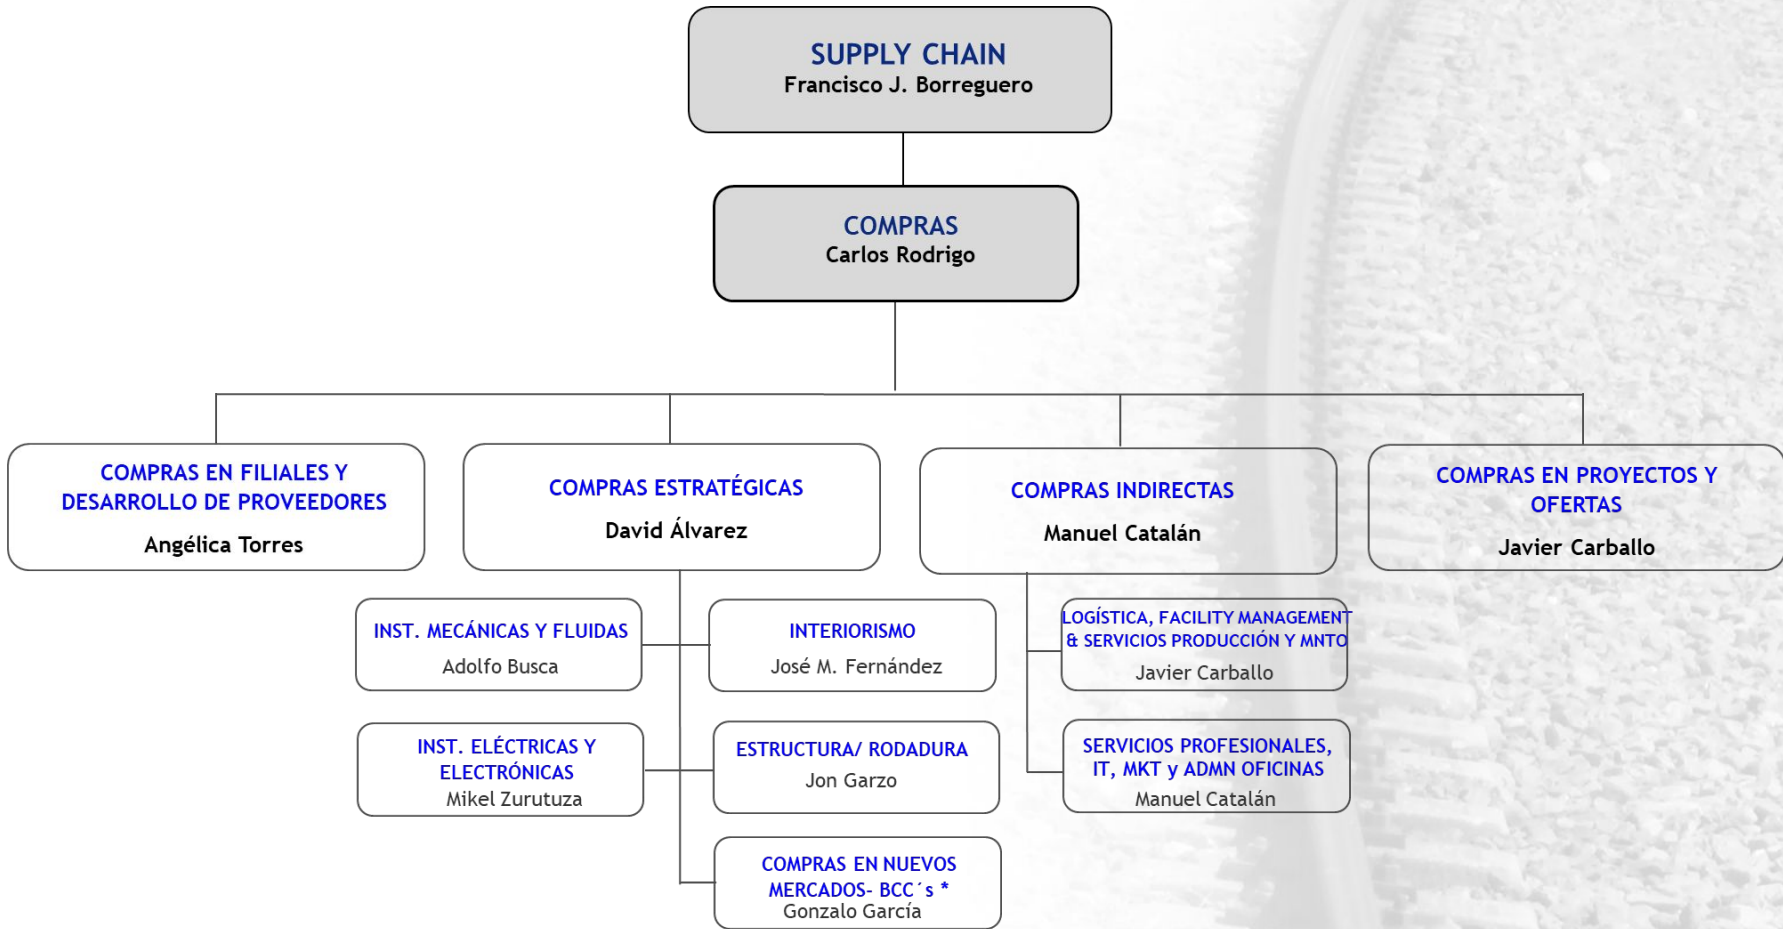 SUPPLY CHAIN
Francisco J. Borreguero
COMPRAS
Carlos Rodrigo
COMPRAS EN FILIALES Y
DESARROLLO DE PROVEEDORES
Angélica Torres
COMPRAS ESTRATÉGICAS
David Álvarez
COMPRAS INDIRECTAS
Manuel Catalán
COMPRAS EN PROYECTOS Y
OFERTAS
Javier Carballo
INST. MECÁNICAS Y FLUIDAS
Adolfo Busca
INTERIORISMO
José M. Fernández
LOGÍSTICA, FACILITY MANAGEMENT
& SERVICIOS PRODUCCIÓN Y MNTO
Javier Carballo
INST. ELÉCTRICAS Y
ELECTRÓNICAS
Mikel Zurutuza
ESTRUCTURA/ RODADURA
Jon Garzo
SERVICIOS PROFESIONALES,
IT, MKT y ADMN OFICINAS
Manuel Catalán
COMPRAS EN NUEVOS
MERCADOS- BCC´s *
Gonzalo García